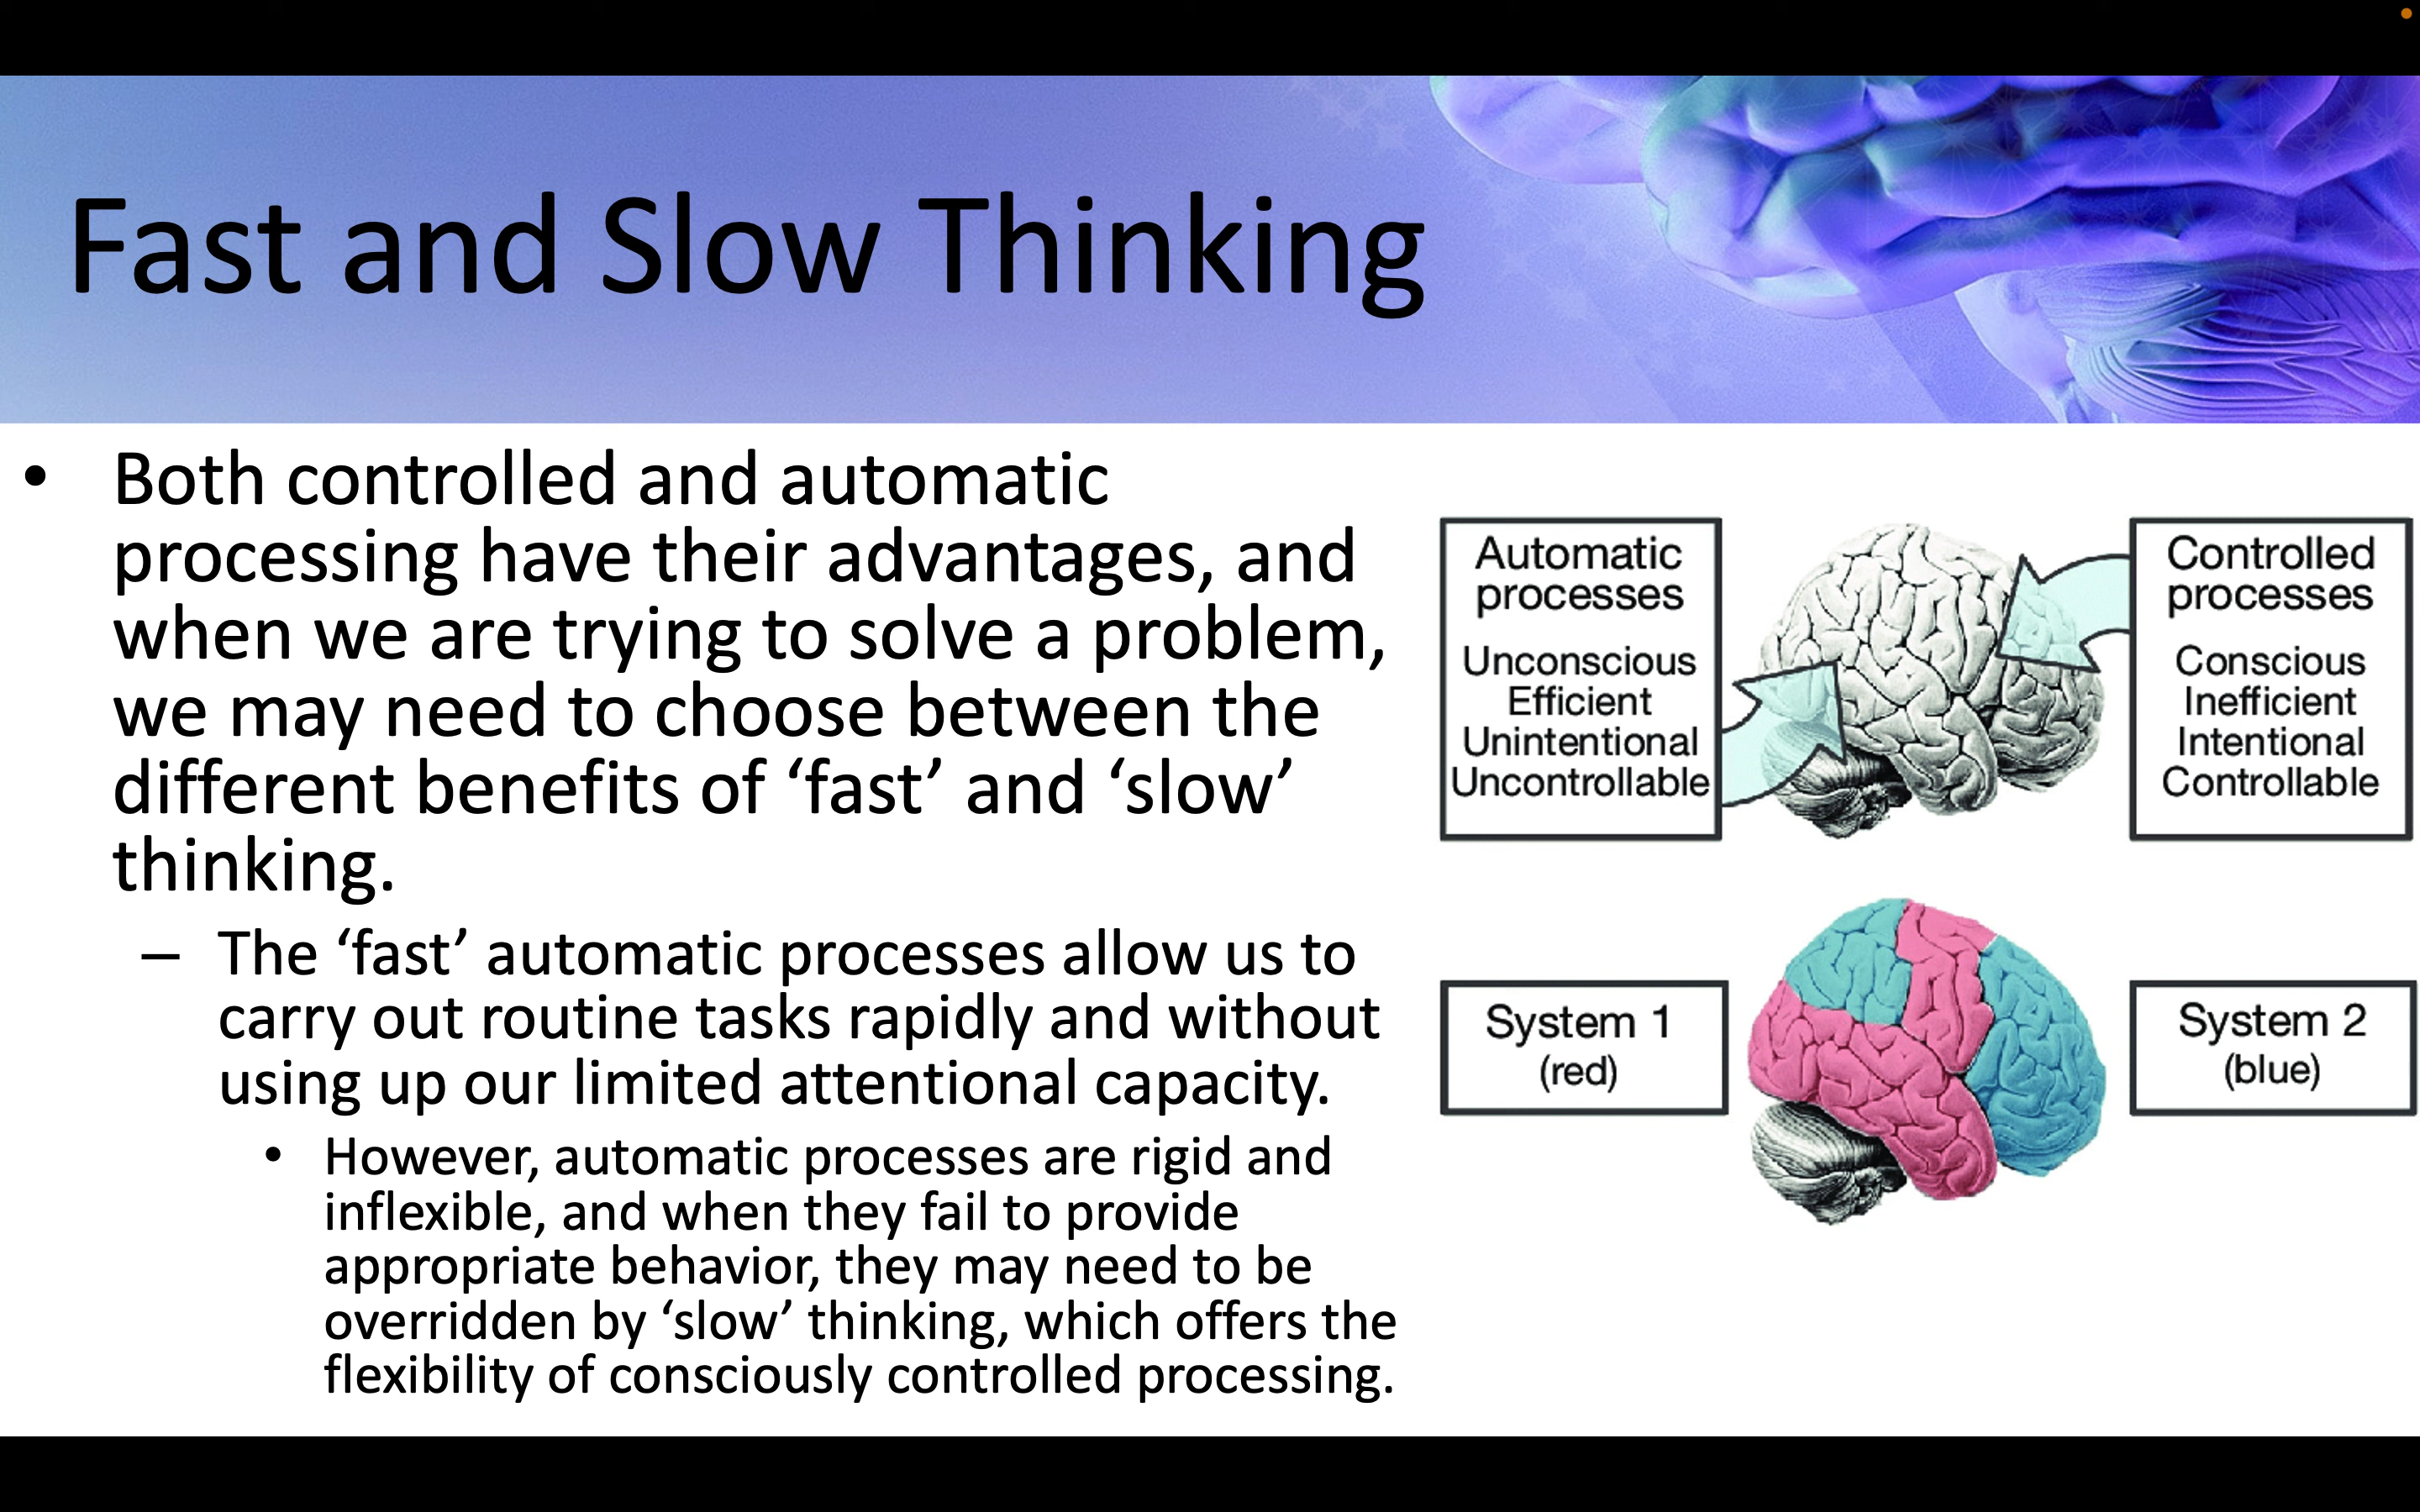 Fast and Slow Thinking
• Both controlled and automatic
processing have their advantages, and
when we are trying to solve a problem,
we may need to choose between the
different benefits of ‘fast’ and ‘slow’
thinking.
– The ‘fast’ automatic processes allow us to
carry out routine tasks rapidly and without
using up our limited attentional capacity.
• However, automatic processes are rigid and
inflexible, and when they fail to provide
appropriate behavior, they may need to be
overridden by ‘slow’ thinking, which offers the
flexibility of consciously controlled processing.
Automatic
processes
Unconscious
Efficient
Unintentional
Uncontrollable
Controlled
processes
Conscious
Inefficient
Intentional
Controllable
System 1
(red)
System 2
(blue)